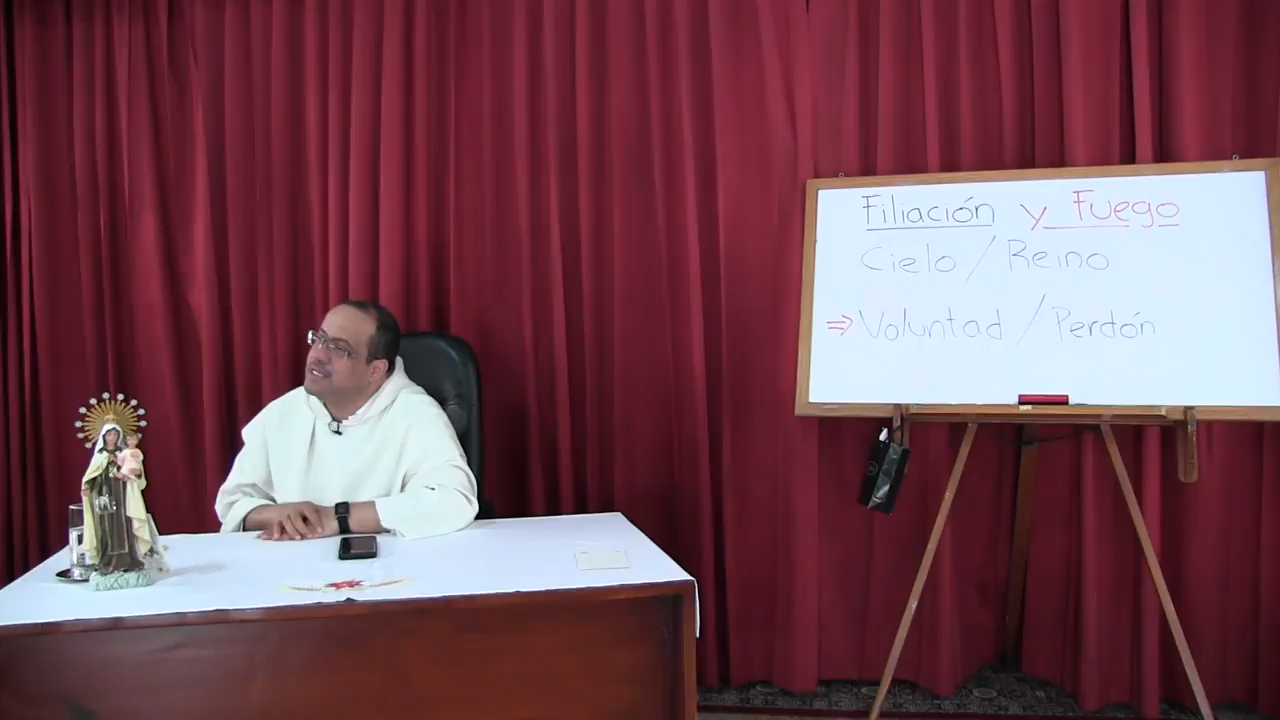 Filiación y Fuego
Cielo / Reino
⇒ Voluntad / Perdón